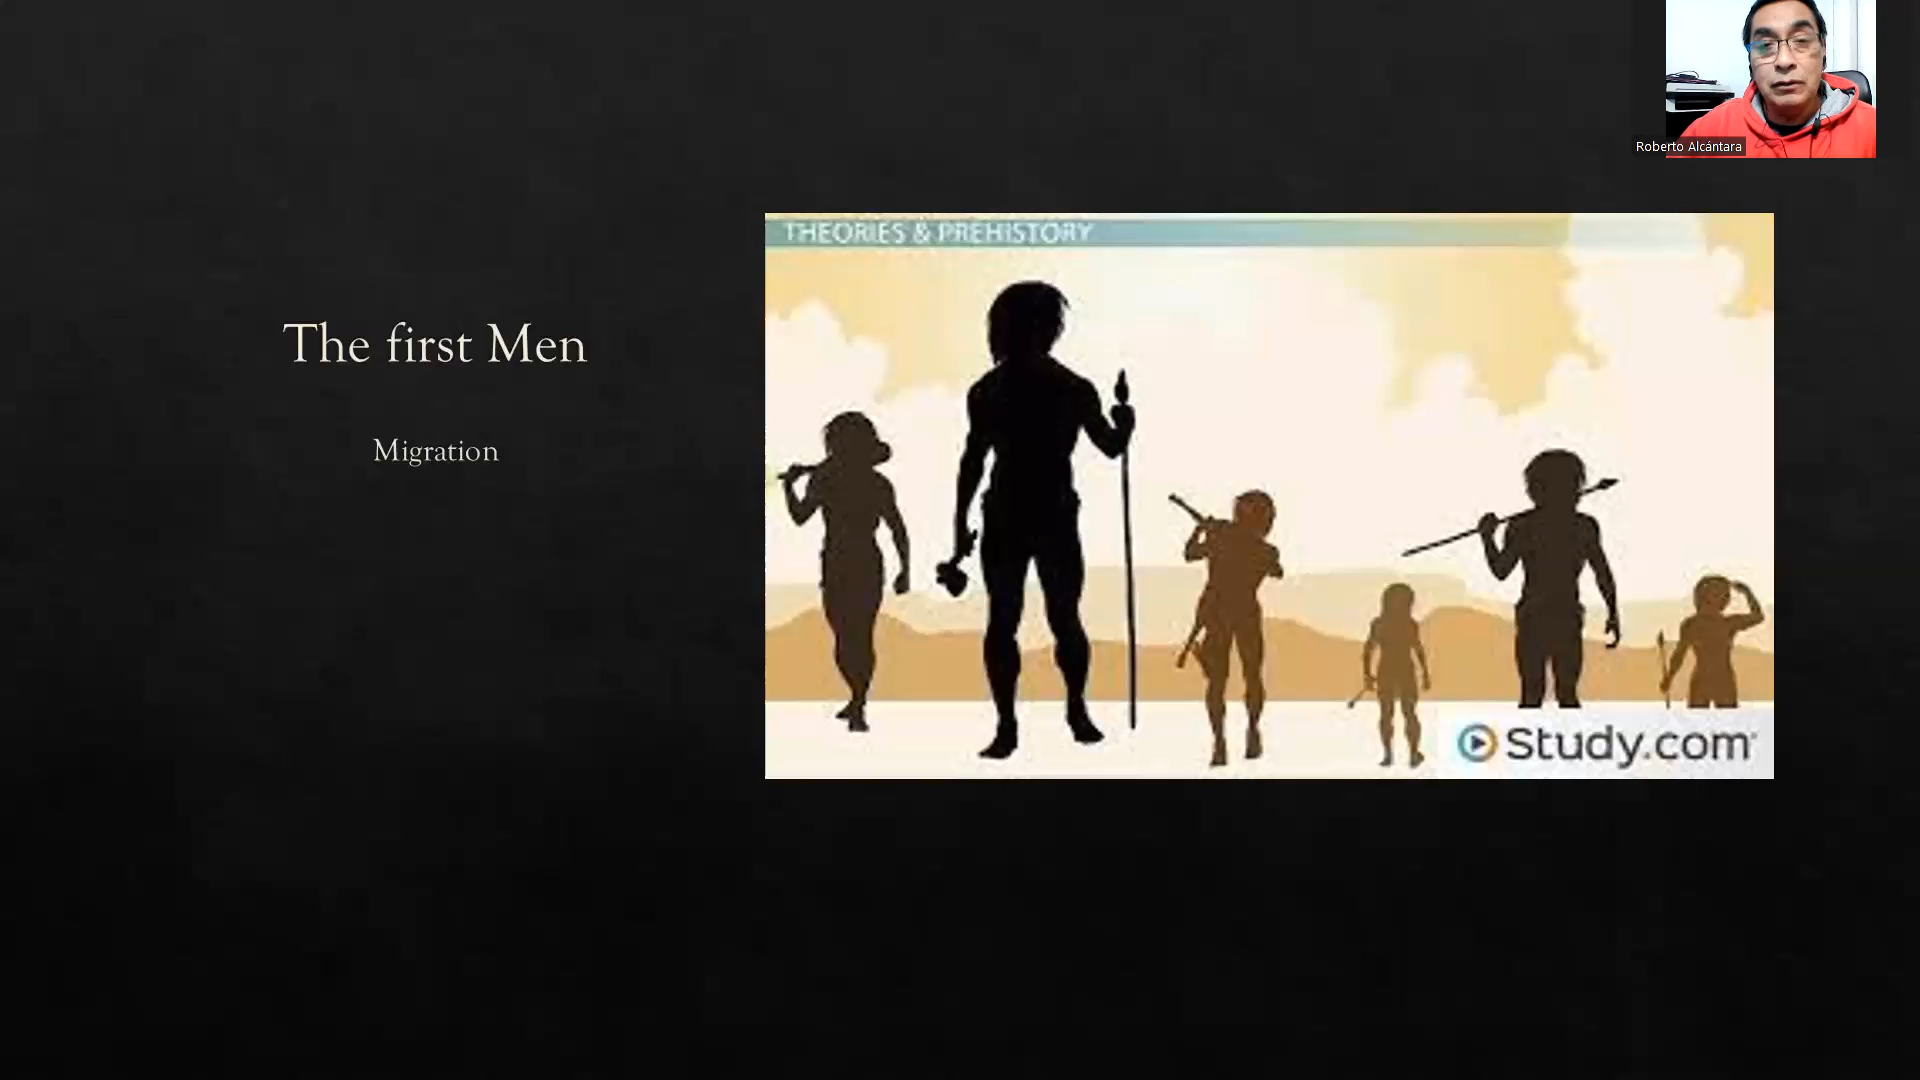 Roberto Alcántara
THEORIES & PREHISTORY
The first Men
Migration
Study.com